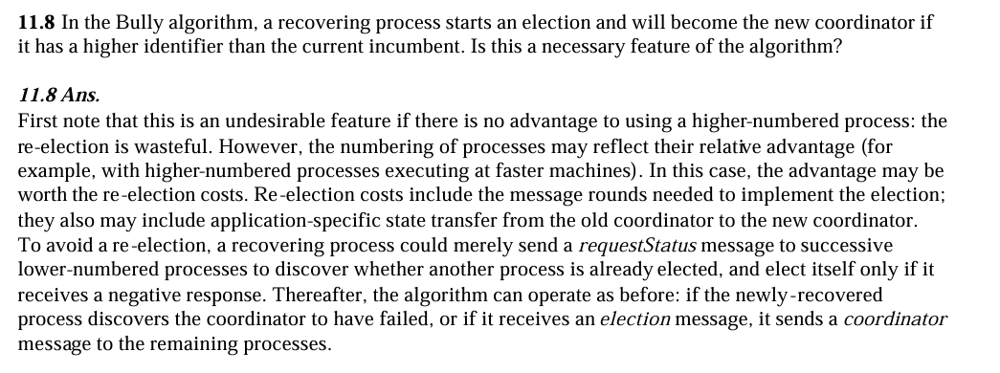 11.8 In the Bully algorithm, a recovering process starts an election and will become the new coordinator if
it has a higher identifier than the current incumbent. Is this a necessary feature of the algorithm?
11.8 Ans.
First note that this is an undesirable feature if there is no advantage to using a higher-numbered process: the
re-election is wasteful. However, the numbering of processes may reflect their relative advantage (for
example, with higher-numbered processes executing at faster machines). In this case, the advantage may be
worth the re-election costs. Re-election costs include the message rounds needed to implement the election;
they also may include application-specific state transfer from the old coordinator to the new coordinator.
To avoid a re-election, a recovering process could merely send a requestStatus message to successive
lower-numbered processes to discover whether another process is already elected, and elect itself only if it
receives a negative response. Thereafter, the algorithm can operate as before: if the newly-recovered
process discovers the coordinator to have failed, or if it receives an election message, it sends a coordinator
message to the remaining processes.